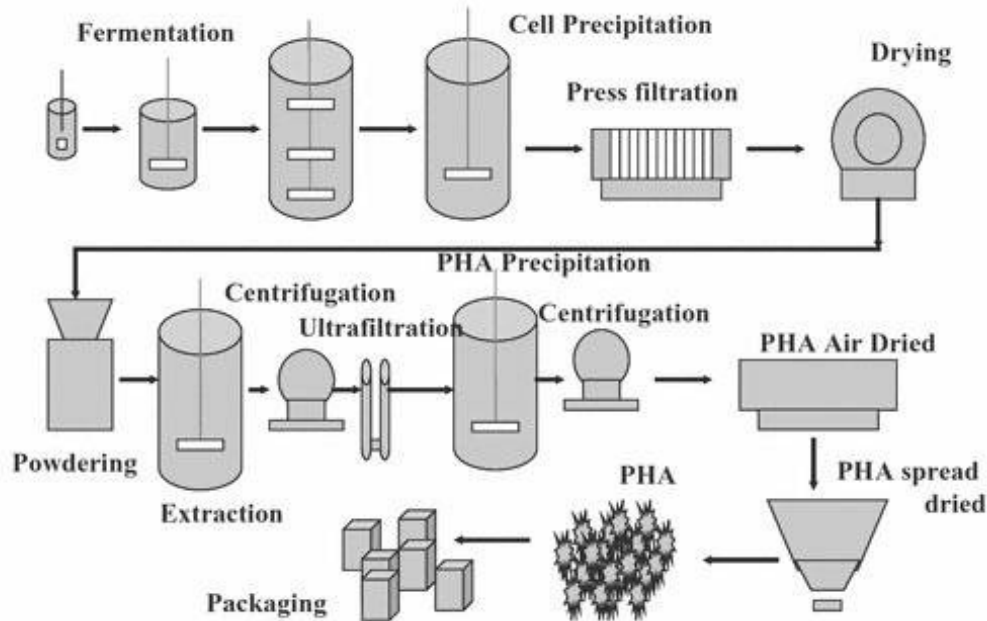 Fermentation
Cell Precipitation
Drying
Press filtration
PHA Precipitation
Centrifugation
Ultrafiltration
Centrifugation
PHA Air Dried
Powdering
Extraction
PHA
PHA spread
dried
Packaging